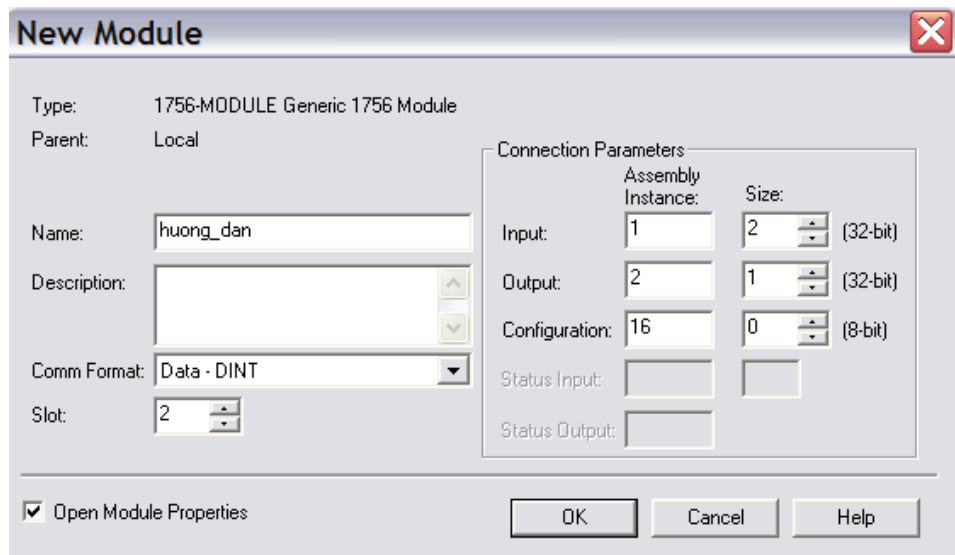 New Module
Type: 1756-MODULE Generic 1756 Module
Parent: Local
Name: huong_dan
Description:
Comm Format: Data - DINT
Slot: 2
Connection Parameters
Assembly Instance: Size:
Input: 1 2 (32-bit)
Output: 2 1 (32-bit)
Configuration: 16 0 (8-bit)
Status Input:
Status Output:
Open Module Properties
OK Cancel Help